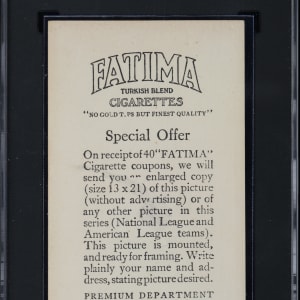 FATIMA
TURKISH BLEND
CIGARETTES
"NO GOLD TIPS BUT FINEST QUALITY"
Special Offer
On receipt of 40 "FATIMA"
Cigarette coupons, we will
send you an enlarged copy
(size 13 x 21) of this picture
(without advertising) or of
any other picture in this
series (National League and
American League teams).
This picture is mounted,
and ready for framing. Write
plainly your name and ad-
dress, stating picture desired.
PREMIUM DEPARTMENT